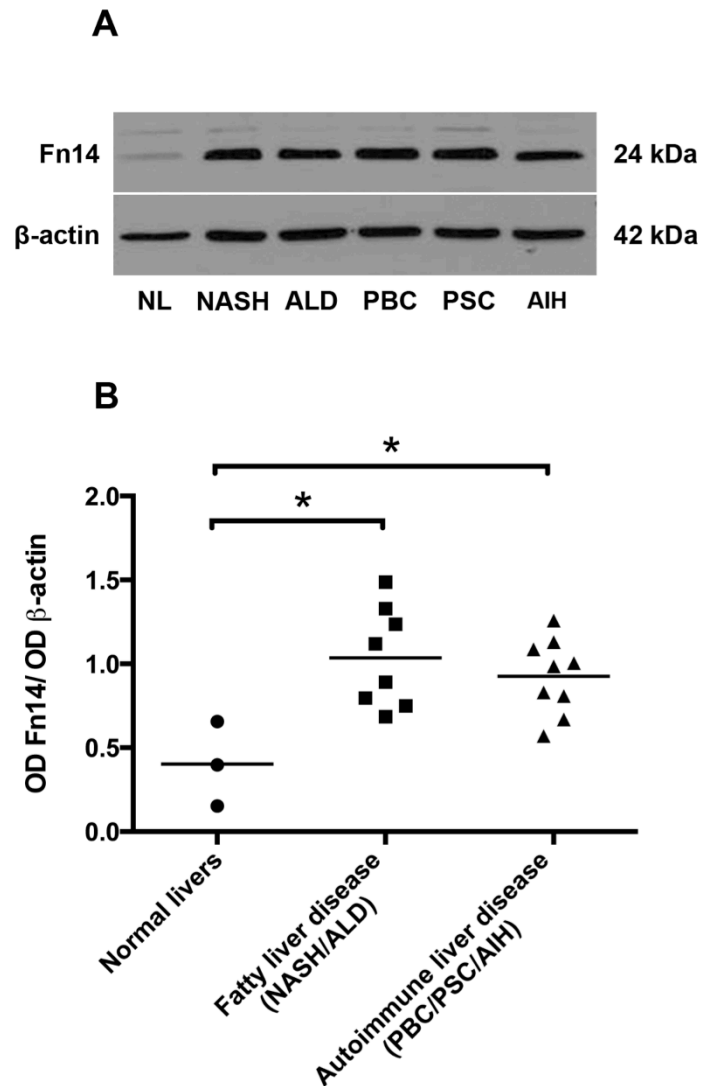 A
Fn14
24 kDa
β-actin
42 kDa
NL NASH ALD PBC PSC AIH
B
*
*
OD Fn14/ OD β-actin
2.0
1.5
1.0
0.5
0.0
Normal livers
Fatty liver disease
(NASH/ALD)
Autoimmune liver disease
(PBC/PSC/AIH)